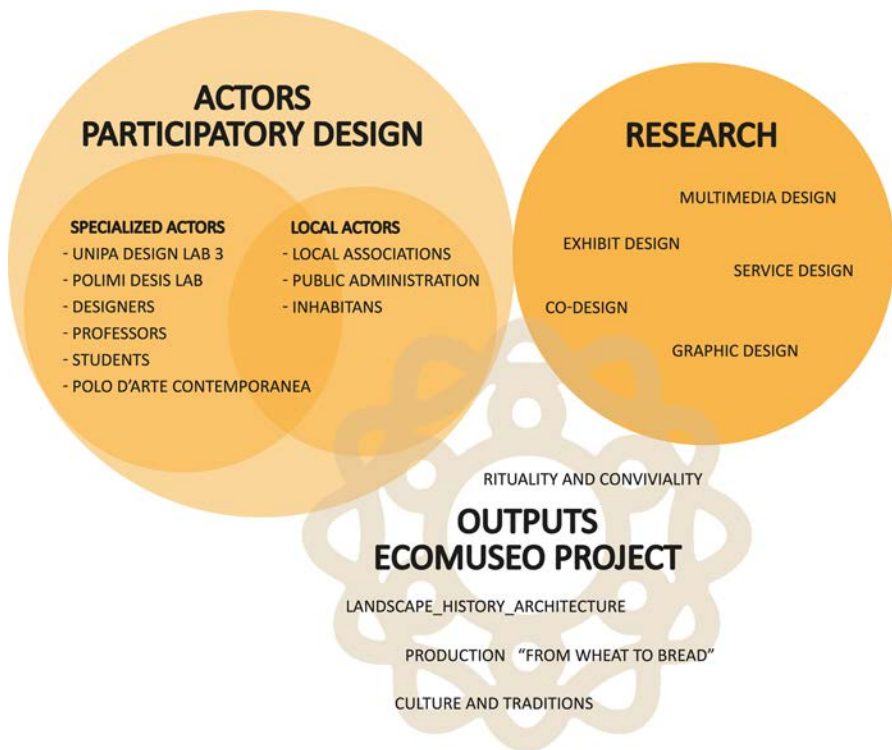 ACTORS
PARTICIPATORY DESIGN
SPECIALIZED ACTORS
- UNIPA DESIGN LAB 3
- POLIMI DESIS LAB
- DESIGNERS
- PROFESSORS
- STUDENTS
- POLO D'ARTE CONTEMPORANEA
LOCAL ACTORS
- LOCAL ASSOCIATIONS
- PUBLIC ADMINISTRATION
- INHABITANS
RESEARCH
MULTIMEDIA DESIGN
EXHIBIT DESIGN
SERVICE DESIGN
CO-DESIGN
GRAPHIC DESIGN
RITUALITY AND CONVIVIALITY
OUTPUTS
ECOMUSEO PROJECT
LANDSCAPE_HISTORY_ARCHITECTURE
PRODUCTION “FROM WHEAT TO BREAD”
CULTURE AND TRADITIONS